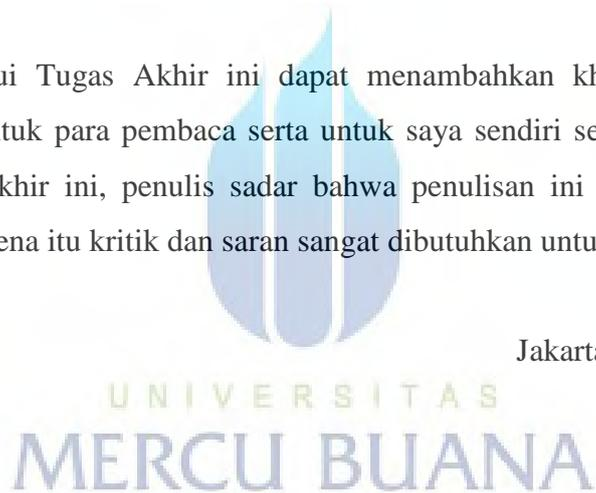 ui Tugas Akhir ini dapat menambahkan kh
tuk para pembaca serta untuk saya sendiri se
khir ini, penulis sadar bahwa penulisan ini
ena itu kritik dan saran sangat dibutuhkan untu
Jakarta
UNIVERSITAS
MERCU BUANA